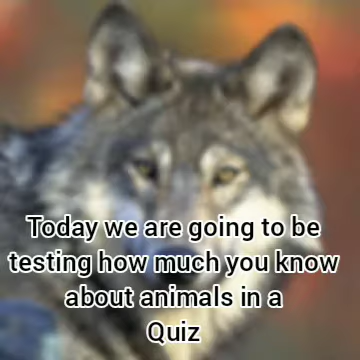 Today we are going to be
testing how much you know
about animals in a
Quiz